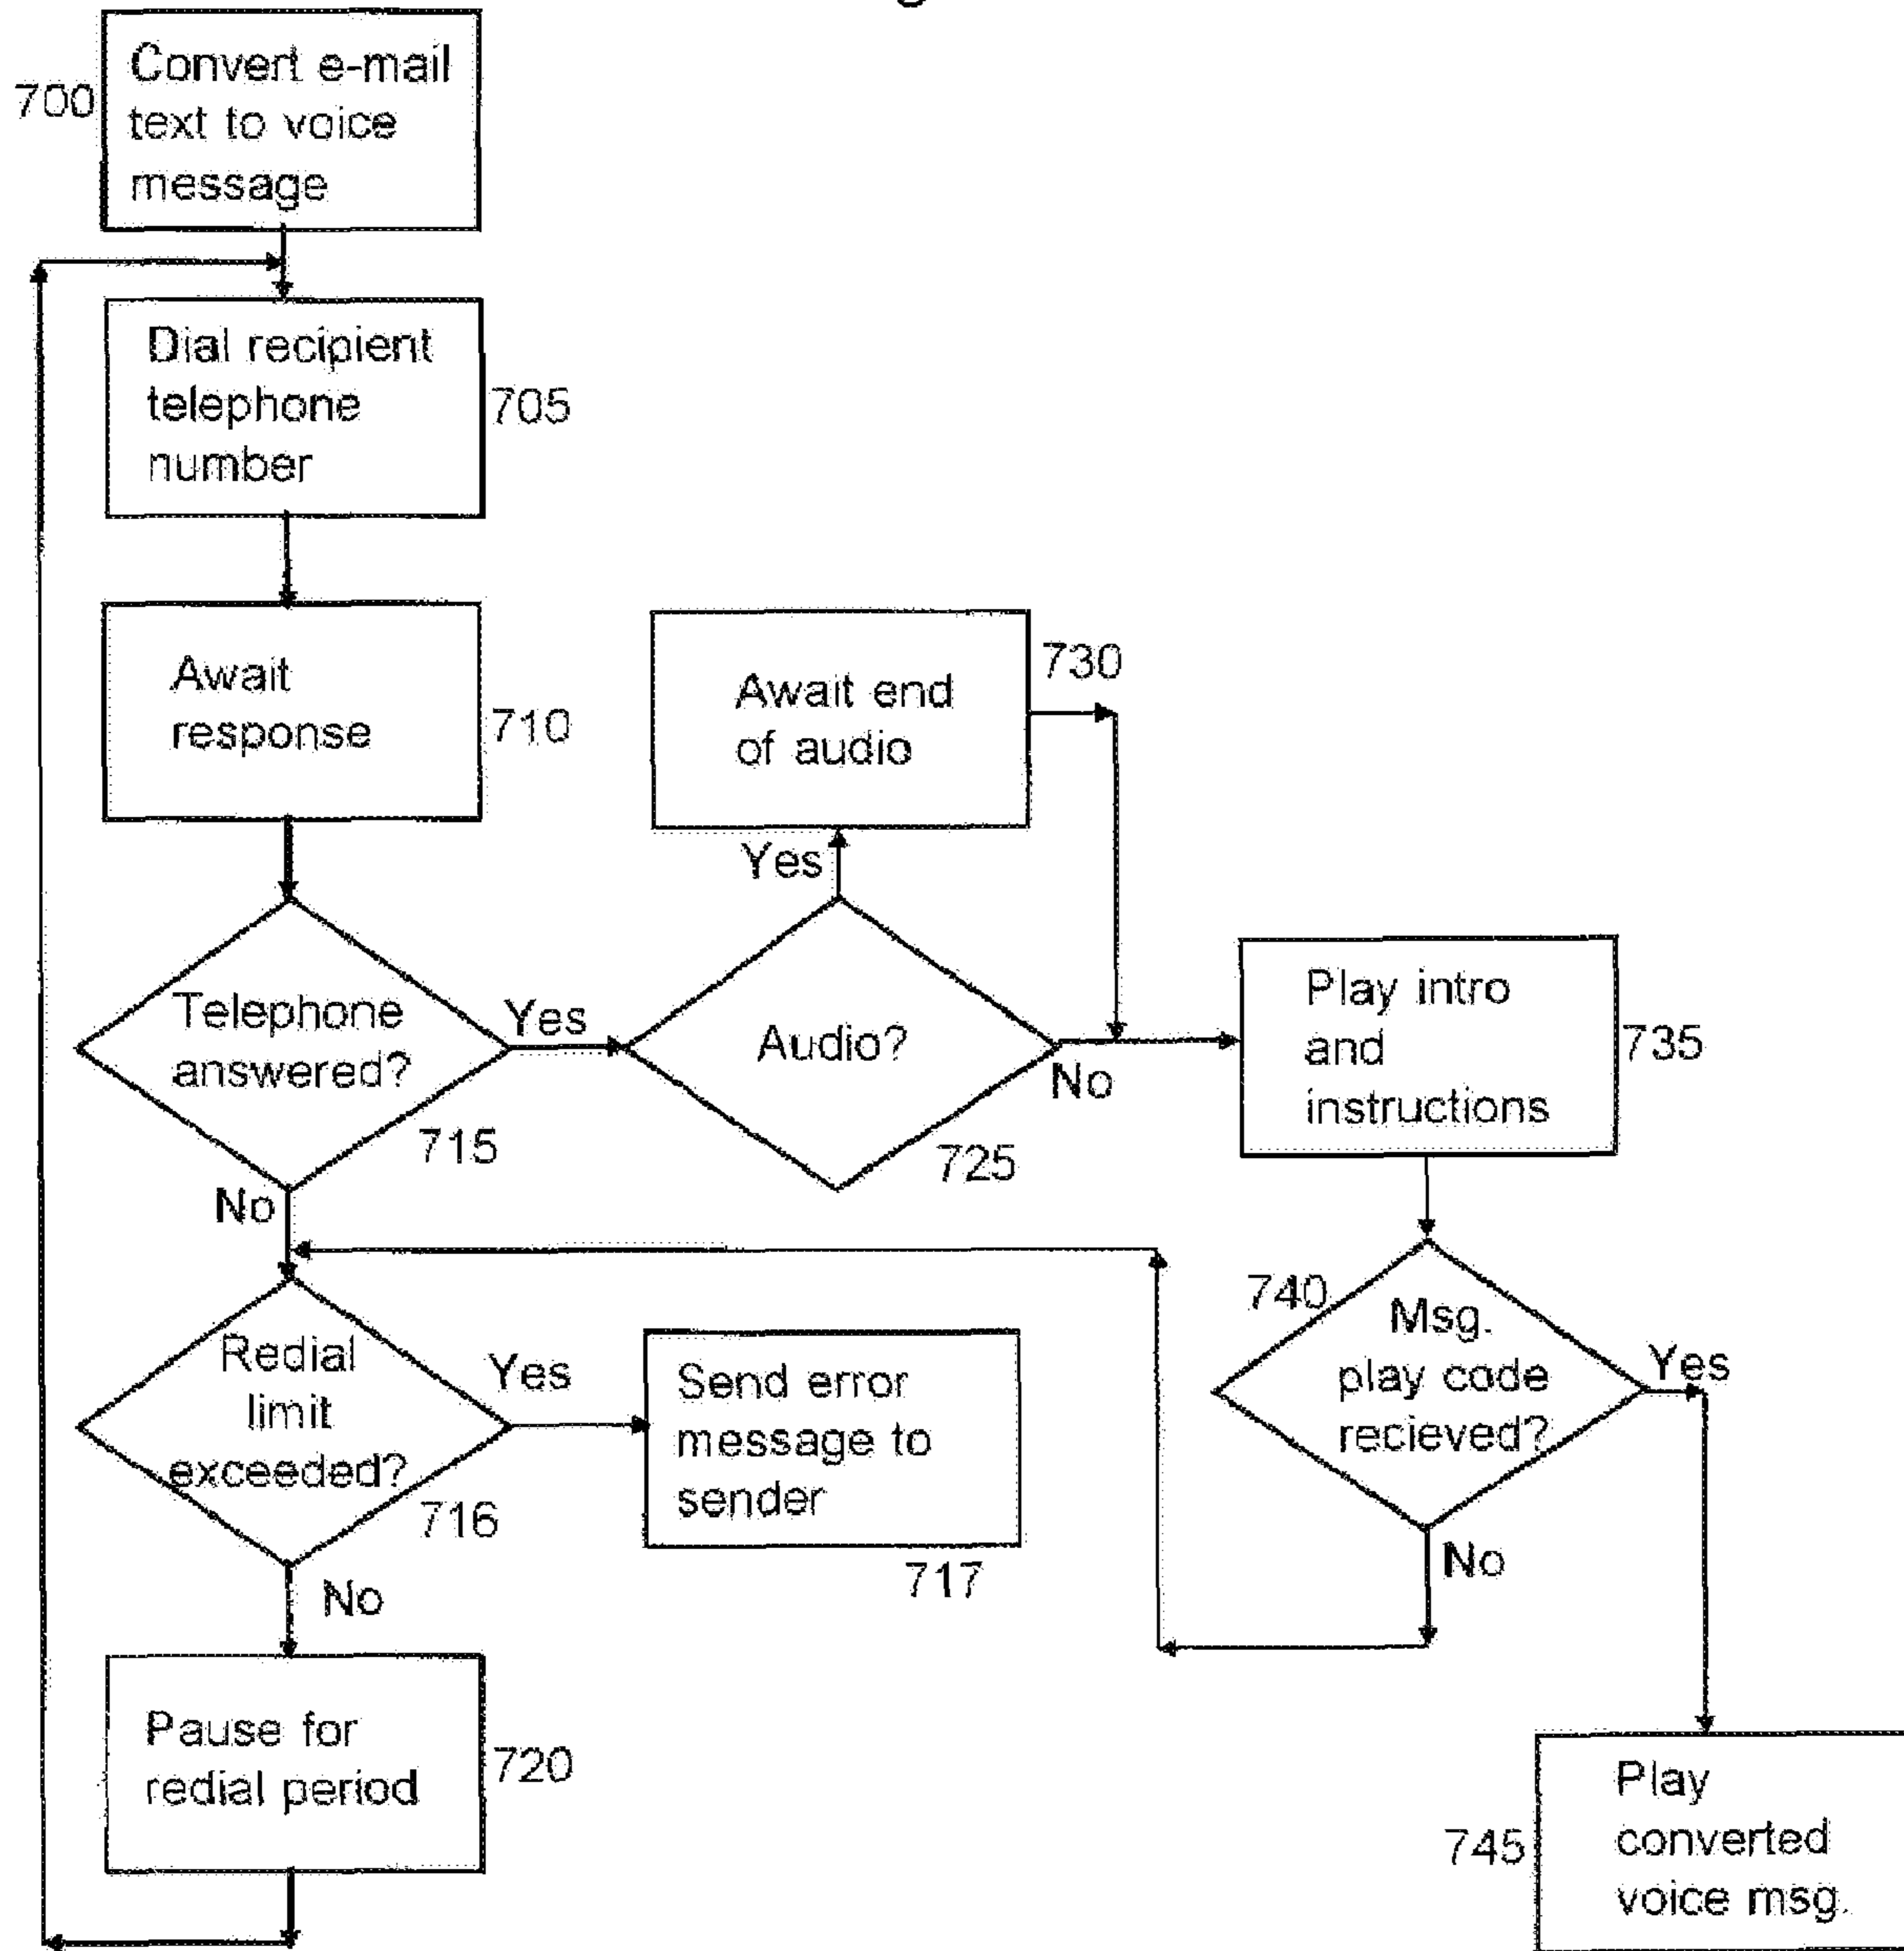 700
Convert e-mail
text to voice
message
Dial recipient
telephone
number
705
Await
response
710
Await end
of audio
730
Yes
Telephone
answered?
Yes
715
No
Audio?
No
725
Play intro
and
instructions
735
740
Msg.
play code
recieved?
Yes
No
Redial
limit
exceeded?
Yes
716
No
Send error
message to
sender
717
Pause for
redial period
720
745
Play
converted
voice msg.